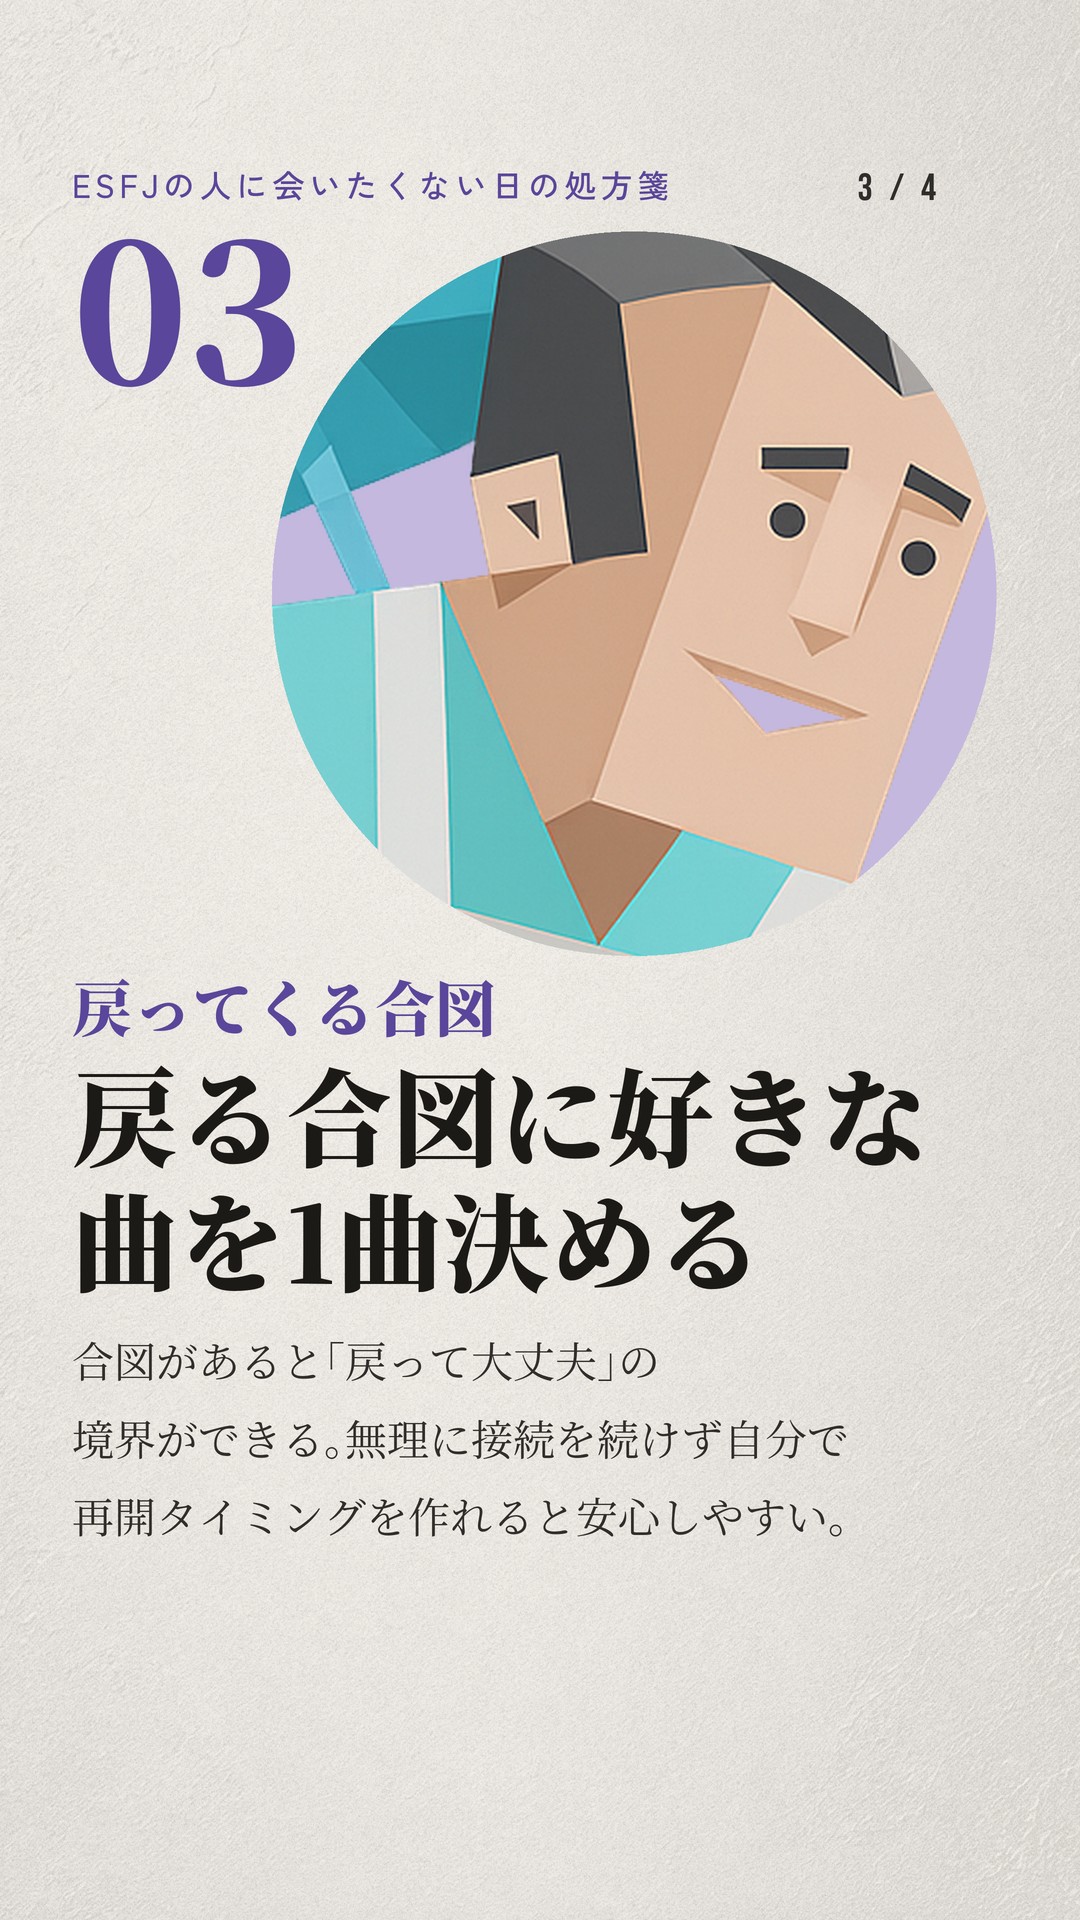 ESFJの人に会いたくない日の処方箋
3 / 4
03
戻ってくる合図
戻る合図に好きな
曲を1曲決める
合図があると「戻って大丈夫」の
境界ができる。無理に接続を続けず自分で
再開タイミングを作れると安心しやすい。